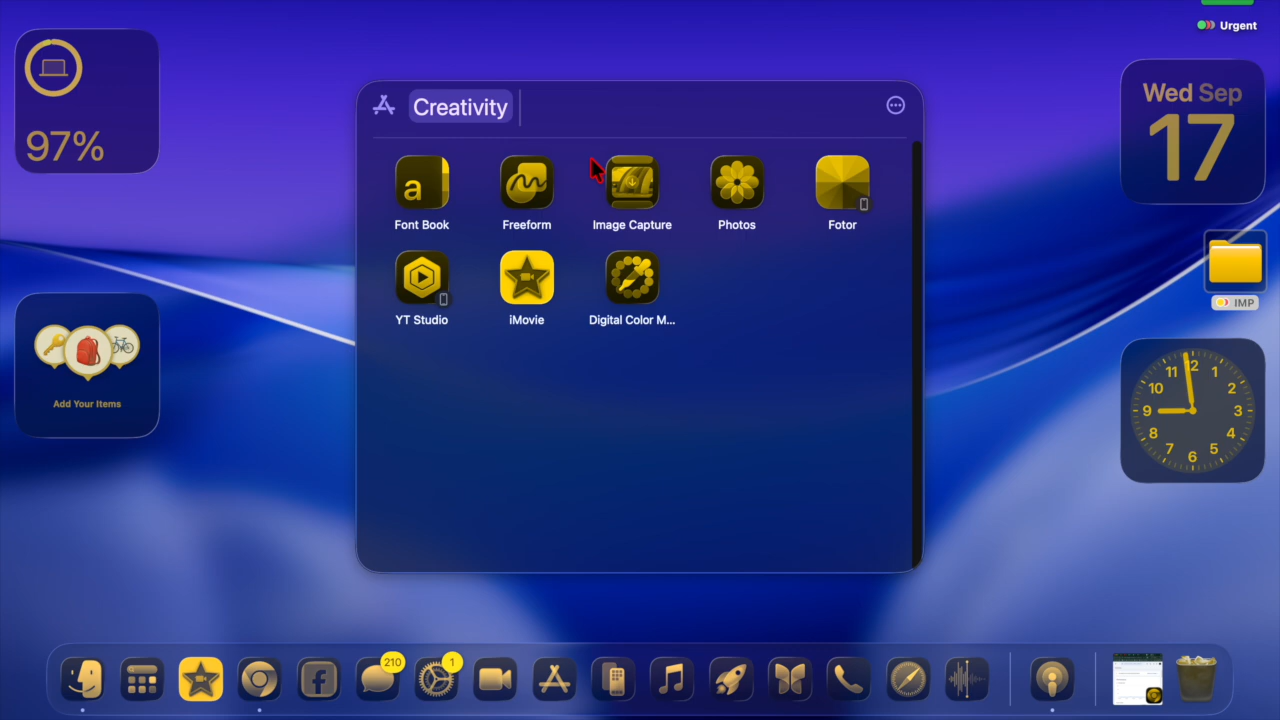 Urgent
97%
Creativity
Wed Sep
17
a
Font Book
Freeform
Image Capture
Photos
Fotor
IMP
YT Studio
iMovie
Digital Color M...
Add Your Items
12
1
2
3
4
5
6
7
8
9
10
11
210
1